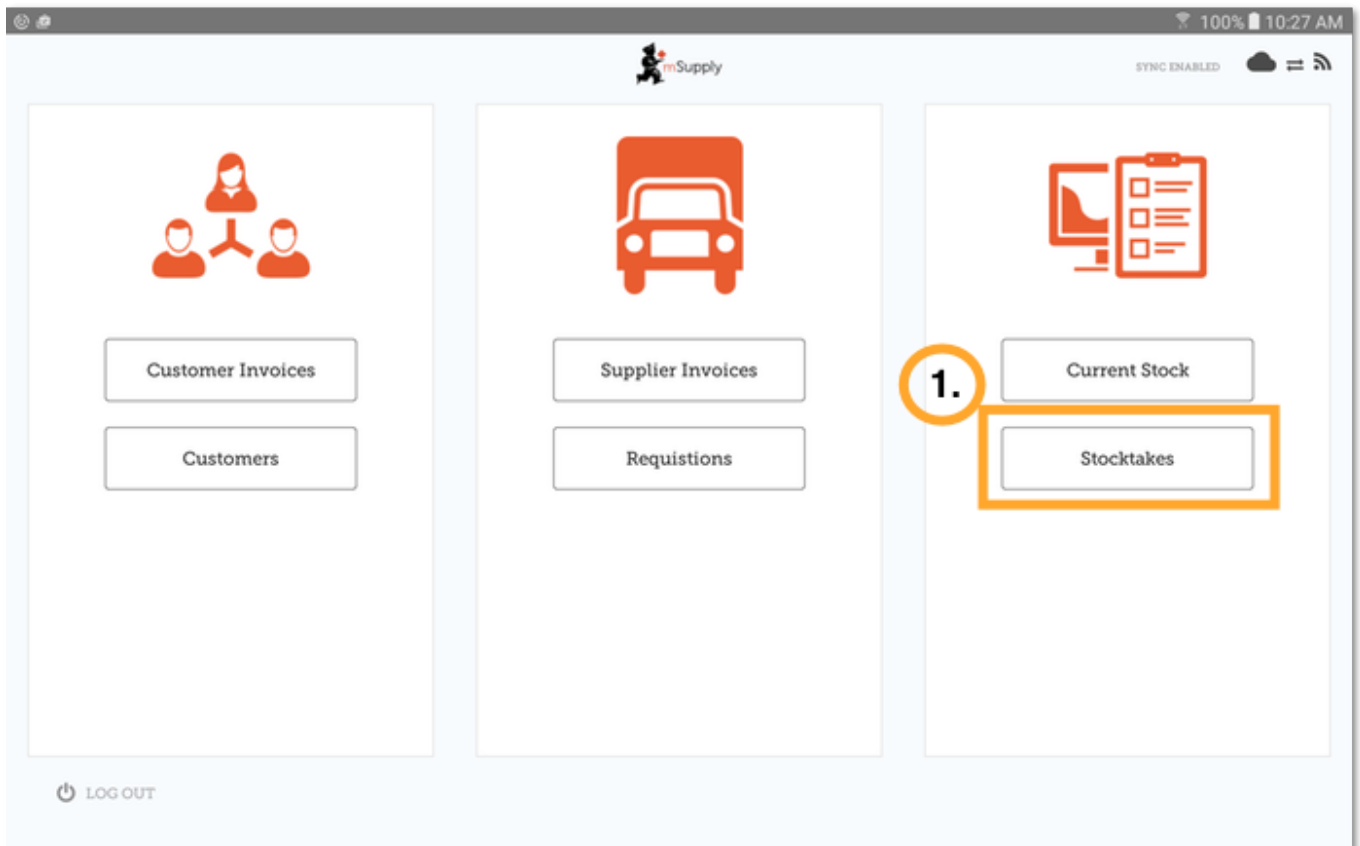 100% 10:27 AM
mSupply
SYNC ENABLED
Customer Invoices
Customers
Supplier Invoices
Requistions
1.
Current Stock
Stocktakes
LOG OUT